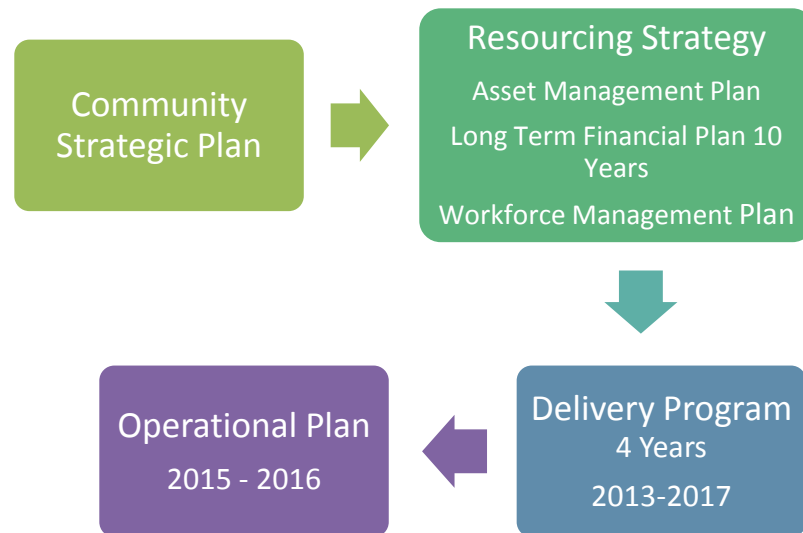 Community
Strategic Plan
Resourcing Strategy
Asset Management Plan
Long Term Financial Plan 10
Years
Workforce Management Plan
Delivery Program
4 Years
2013-2017
Operational Plan
2015 - 2016